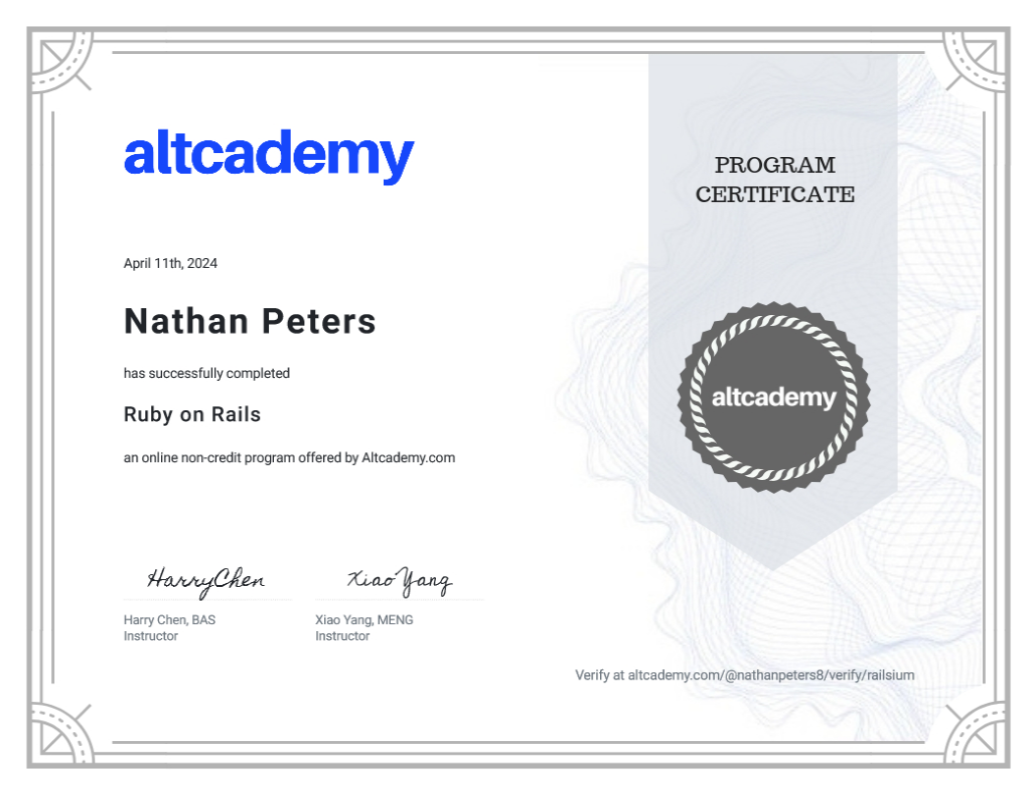 altcademy
PROGRAM
CERTIFICATE
April 11th, 2024
Nathan Peters
has successfully completed
Ruby on Rails
an online non-credit program offered by Altcademy.com
altcademy
Harry Chen
Xiao Yang
Harry Chen, BAS
Instructor
Xiao Yang, MENG
Instructor
Verify at altcademy.com/@nathanpeters8/verify/railsium